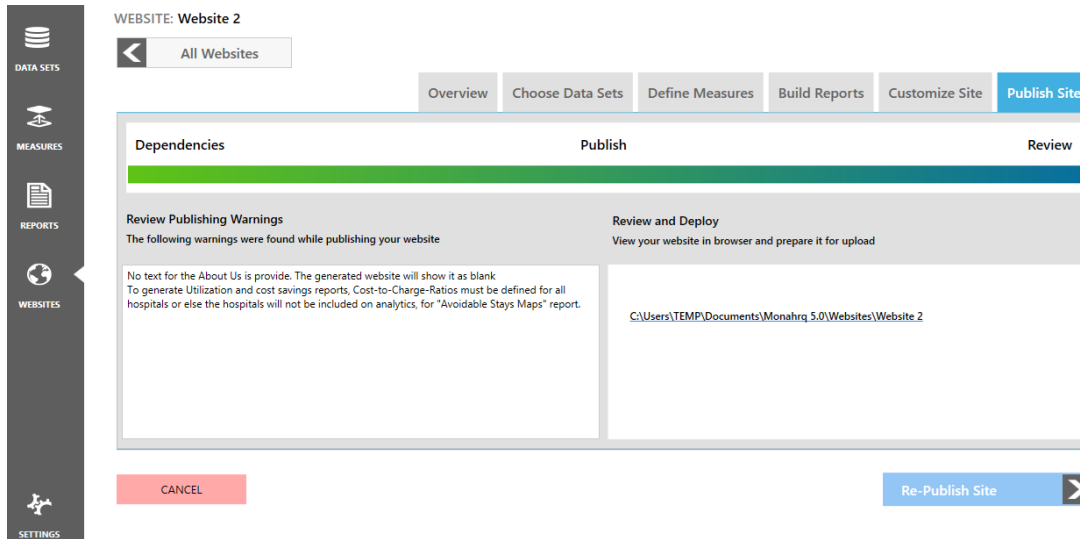 WEBSITE: Website 2
All Websites
DATA SETS
MEASURES
REPORTS
WEBSITES
SETTINGS
Overview
Choose Data Sets
Define Measures
Build Reports
Customize Site
Publish Site
Dependencies
Publish
Review
Review Publishing Warnings
The following warnings were found while publishing your website
No text for the About Us is provide. The generated website will show it as blank
To generate Utilization and cost savings reports, Cost-to-Charge-Ratios must be defined for all
hospitals or else the hospitals will not be included on analytics, for "Avoidable Stays Maps" report.
Review and Deploy
View your website in browser and prepare it for upload
C:\Users\TEMP\Documents\Monahrq 5.0\Websites\Website 2
CANCEL
Re-Publish Site